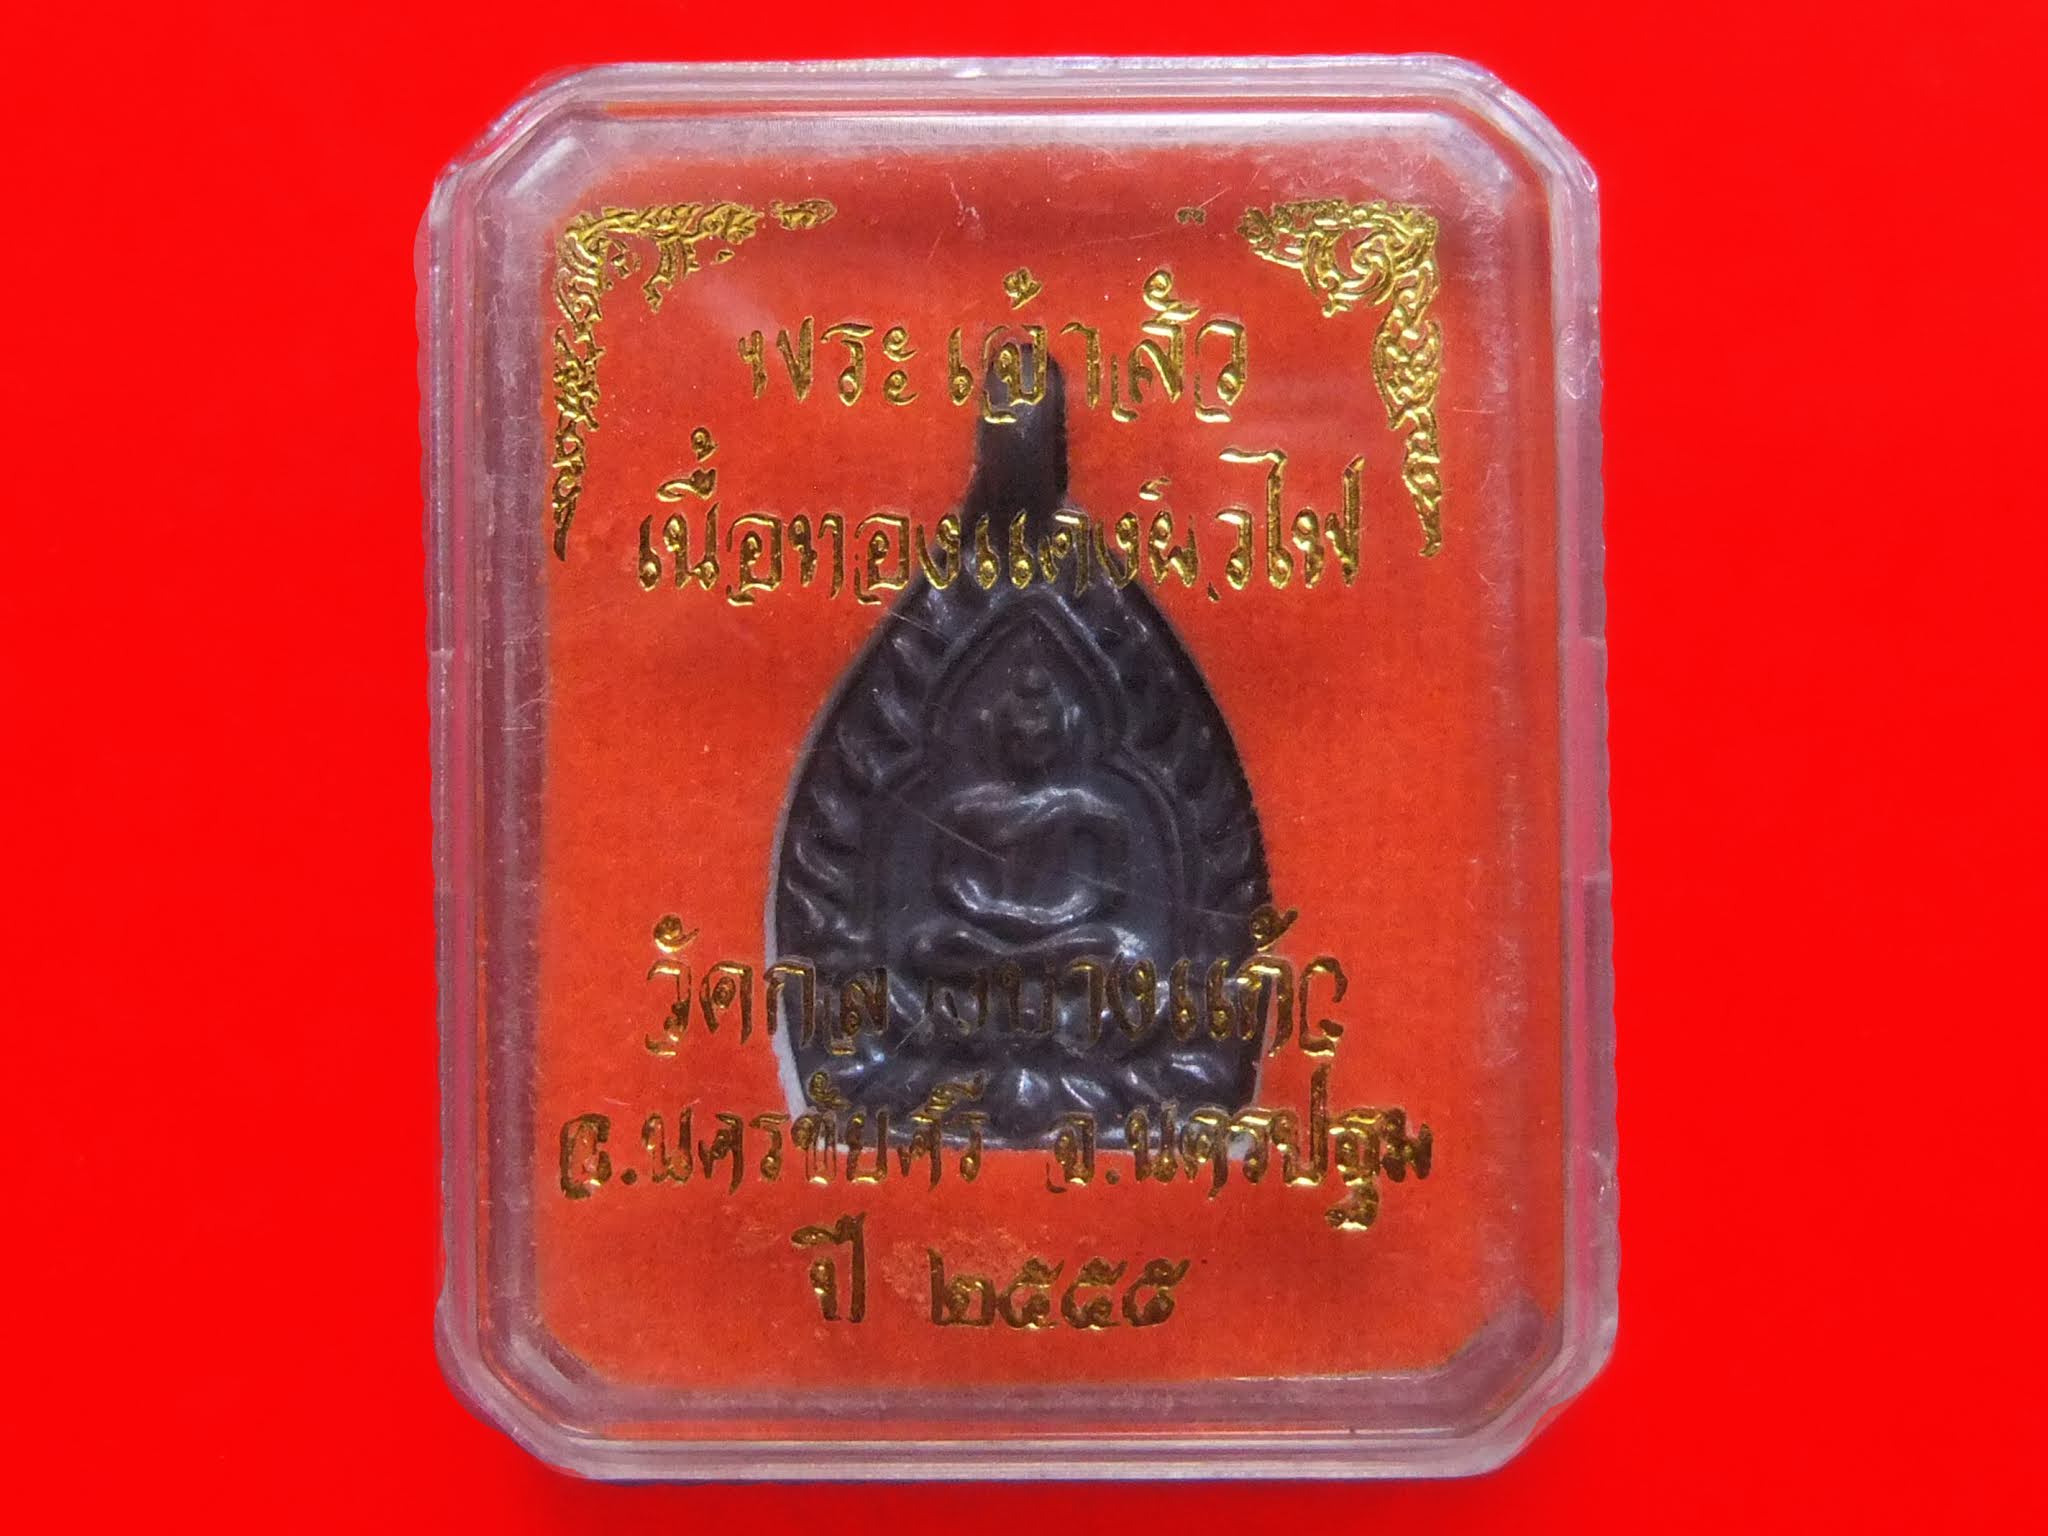 พระเจ้าสัว
เนื้อทองแดงผิวไฟ
วัดกลางบางแก้ว
อ.นครชัยศรี จ.นครปฐม
ปี ๒๕๕๕